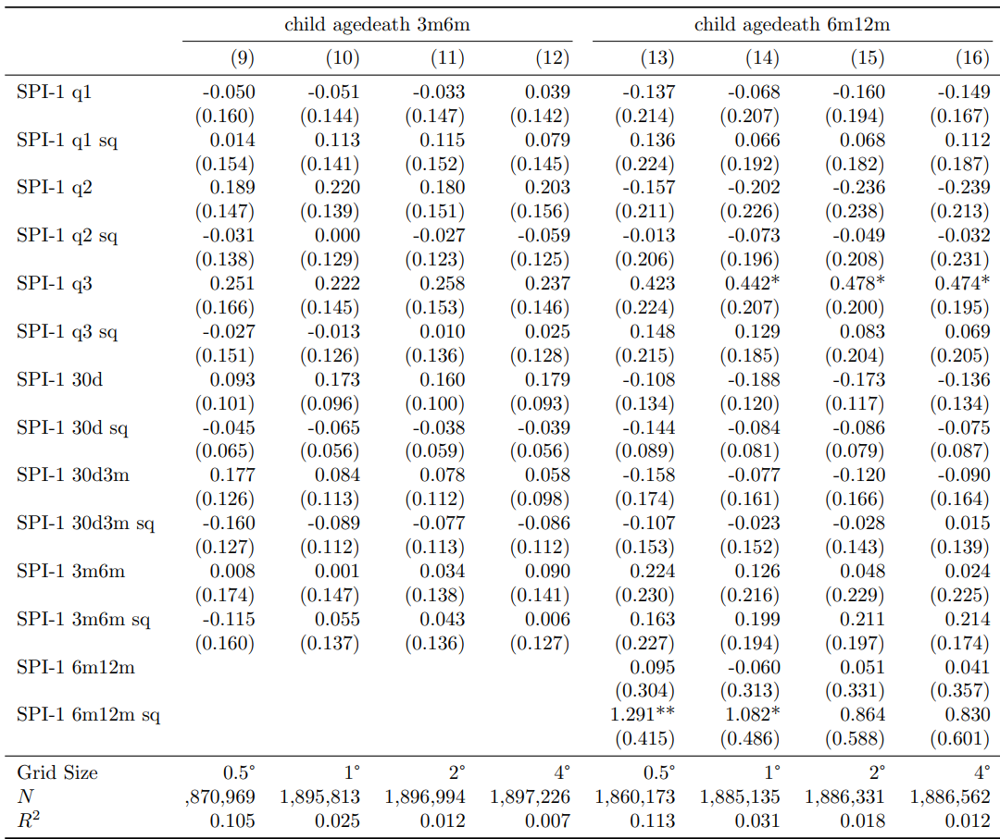 child agedeath 3m6m child agedeath 6m12m
(9) (10) (11) (12) (13) (14) (15) (16)
SPI-1 q1 -0.050 -0.051 -0.033 0.039 -0.137 -0.068 -0.160 -0.149
(0.160) (0.144) (0.147) (0.142) (0.214) (0.207) (0.194) (0.167)
SPI-1 q1 sq 0.014 0.113 0.115 0.079 0.136 0.066 0.068 0.112
(0.154) (0.141) (0.152) (0.145) (0.224) (0.192) (0.182) (0.187)
SPI-1 q2 0.189 0.220 0.180 0.203 -0.157 -0.202 -0.236 -0.239
(0.147) (0.139) (0.151) (0.156) (0.211) (0.226) (0.238) (0.213)
SPI-1 q2 sq -0.031 0.000 -0.027 -0.059 -0.013 -0.073 -0.049 -0.032
(0.138) (0.129) (0.123) (0.125) (0.206) (0.196) (0.208) (0.231)
SPI-1 q3 0.251 0.222 0.258 0.237 0.423 0.442* 0.478* 0.474*
(0.166) (0.145) (0.153) (0.146) (0.224) (0.207) (0.200) (0.195)
SPI-1 q3 sq -0.027 -0.013 0.010 0.025 0.148 0.129 0.083 0.069
(0.151) (0.126) (0.136) (0.128) (0.215) (0.185) (0.204) (0.205)
SPI-1 30d 0.093 0.173 0.160 0.179 -0.108 -0.188 -0.173 -0.136
(0.101) (0.096) (0.100) (0.093) (0.134) (0.120) (0.117) (0.134)
SPI-1 30d sq -0.045 -0.065 -0.038 -0.039 -0.144 -0.084 -0.086 -0.075
(0.065) (0.056) (0.059) (0.056) (0.089) (0.081) (0.079) (0.087)
SPI-1 30d3m 0.177 0.084 0.078 0.058 -0.158 -0.077 -0.120 -0.090
(0.126) (0.113) (0.112) (0.098) (0.174) (0.161) (0.166) (0.164)
SPI-1 30d3m sq -0.160 -0.089 -0.077 -0.086 -0.107 -0.023 -0.028 0.015
(0.127) (0.112) (0.113) (0.112) (0.153) (0.152) (0.143) (0.139)
SPI-1 3m6m 0.008 0.001 0.034 0.090 0.224 0.126 0.048 0.024
(0.174) (0.147) (0.138) (0.141) (0.230) (0.216) (0.229) (0.225)
SPI-1 3m6m sq -0.115 0.055 0.043 0.006 0.163 0.199 0.211 0.214
(0.160) (0.137) (0.136) (0.127) (0.227) (0.194) (0.197) (0.174)
SPI-1 6m12m 0.095 -0.060 0.051 0.041
(0.304) (0.313) (0.331) (0.357)
SPI-1 6m12m sq 1.291** 1.082* 0.864 0.830
(0.415) (0.486) (0.588) (0.601)
Grid Size 0.5° 1° 2° 4° 0.5° 1° 2° 4°
N ,870,969 1,895,813 1,896,994 1,897,226 1,860,173 1,885,135 1,886,331 1,886,562
R² 0.105 0.025 0.012 0.007 0.113 0.031 0.018 0.012